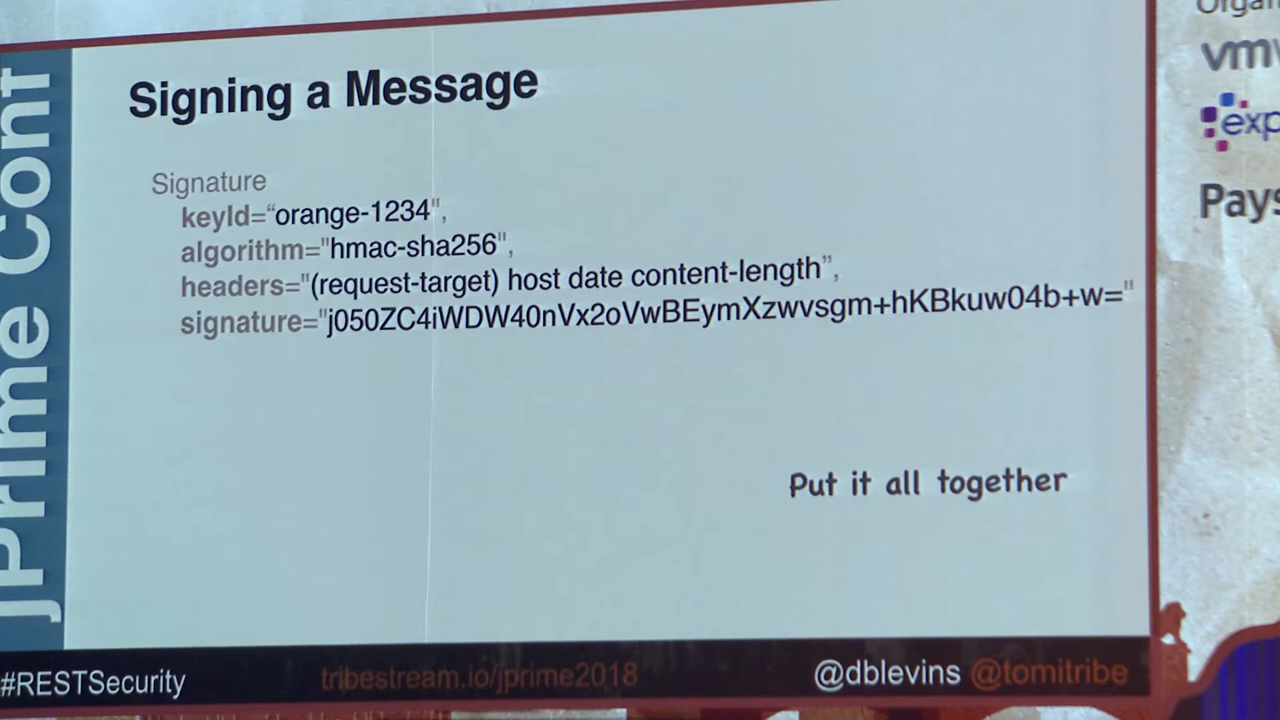 Signing a Message
Signature
keyId=“orange-1234",
algorithm="hmac-sha256",
headers="(request-target) host date content-length”,
signature="j050ZC4iWDW40nVx2oVwBEymXzwvsgm+hKBkuw04b+w="
Put it all together
jPrime Conf
#RESTSecurity
tribestream.io/jprime2018
@dblevins @tomitribe
vm
exp
Pays